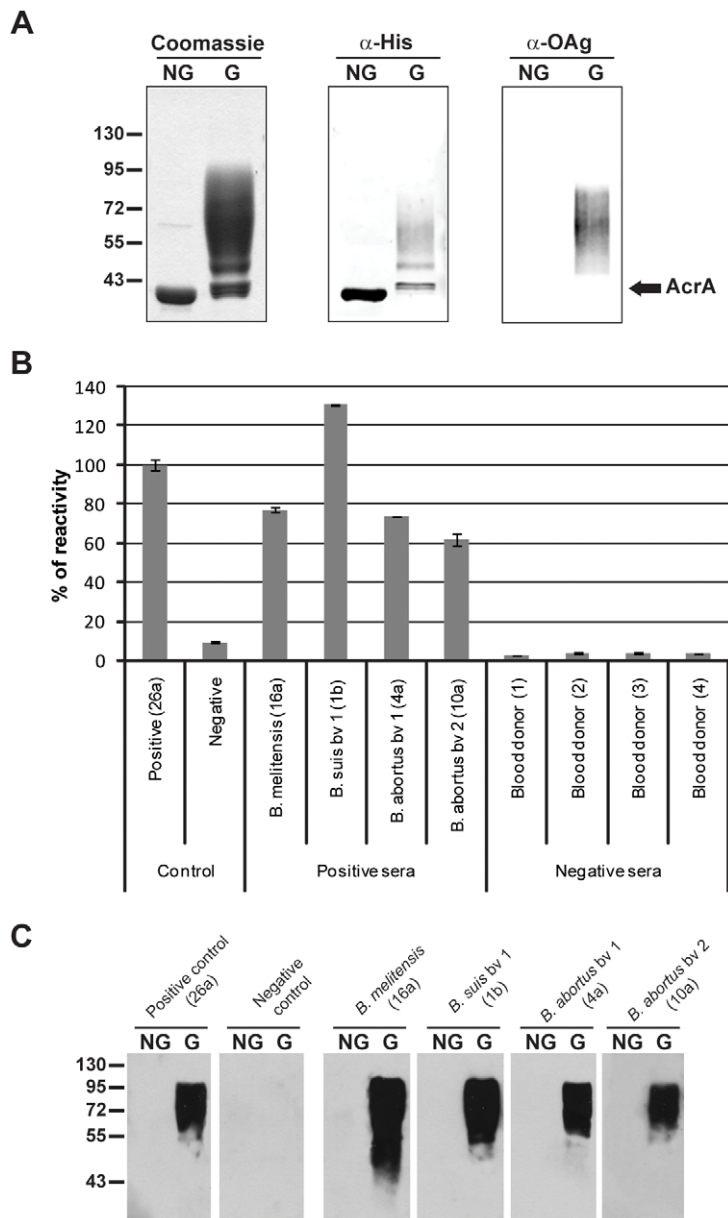 A
Coomassie α-His α-OAg
NG G NG G NG G
130
95
72
55
43
AcrA
B
% of reactivity
140
120
100
80
60
40
20
0
Positive (26a)
Negative
B. melitensis (16a)
B. suis bv 1 (1b)
B. abortus bv 1 (4a)
B. abortus bv 2 (10a)
Blood donor (1)
Blood donor (2)
Blood donor (3)
Blood donor (4)
Control Positive sera Negative sera
C
Positive control
(26a)
Negative
control
B. melitensis
(16a)
B. suis bv 1
(1b)
B. abortus bv 1
(4a)
B. abortus bv 2
(10a)
NG G NG G NG G NG G NG G NG G
130
95
72
55
43